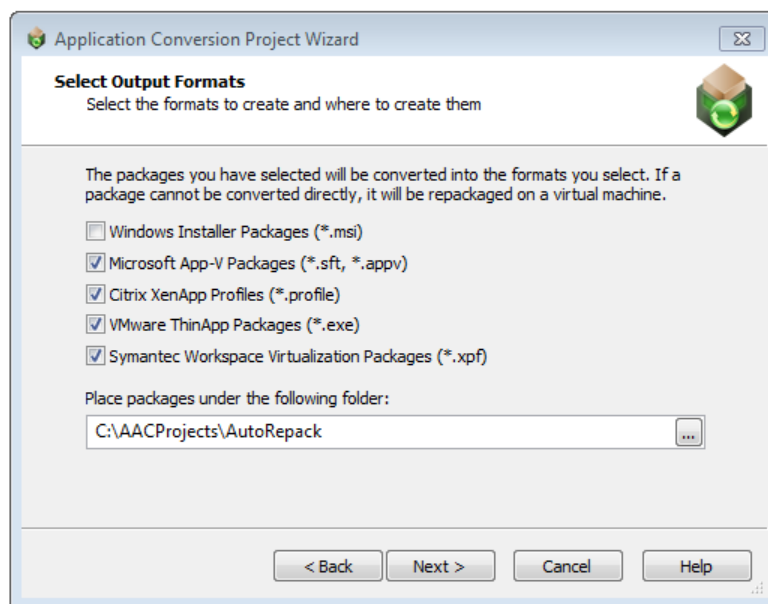 Application Conversion Project Wizard
Select Output Formats
Select the formats to create and where to create them
The packages you have selected will be converted into the formats you select. If a
package cannot be converted directly, it will be repackaged on a virtual machine.
Windows Installer Packages (*.msi)
Microsoft App-V Packages (*.sft, *.appv)
Citrix XenApp Profiles (*.profile)
VMware ThinApp Packages (*.exe)
Symantec Workspace Virtualization Packages (*.xpf)
Place packages under the following folder:
C:\AACProjects\AutoRepack
...
< Back Next > Cancel Help